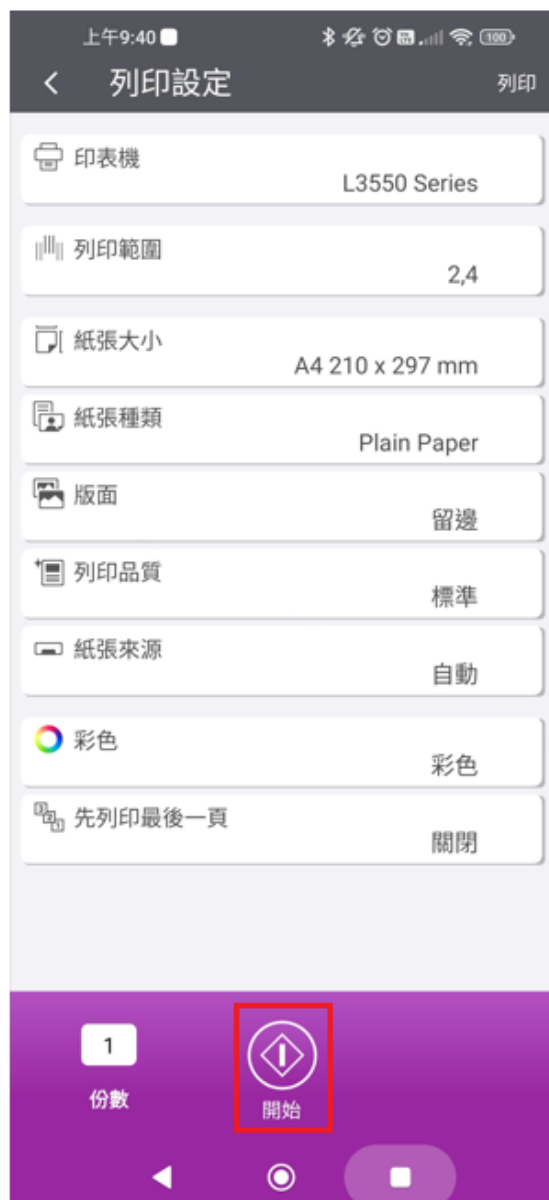 上午9:40
100
列印設定
列印
印表機
L3550 Series
列印範圍
2,4
紙張大小
A4 210 x 297 mm
紙張種類
Plain Paper
版面
留邊
列印品質
標準
紙張來源
自動
彩色
彩色
先列印最後一頁
關閉
1
份數
開始